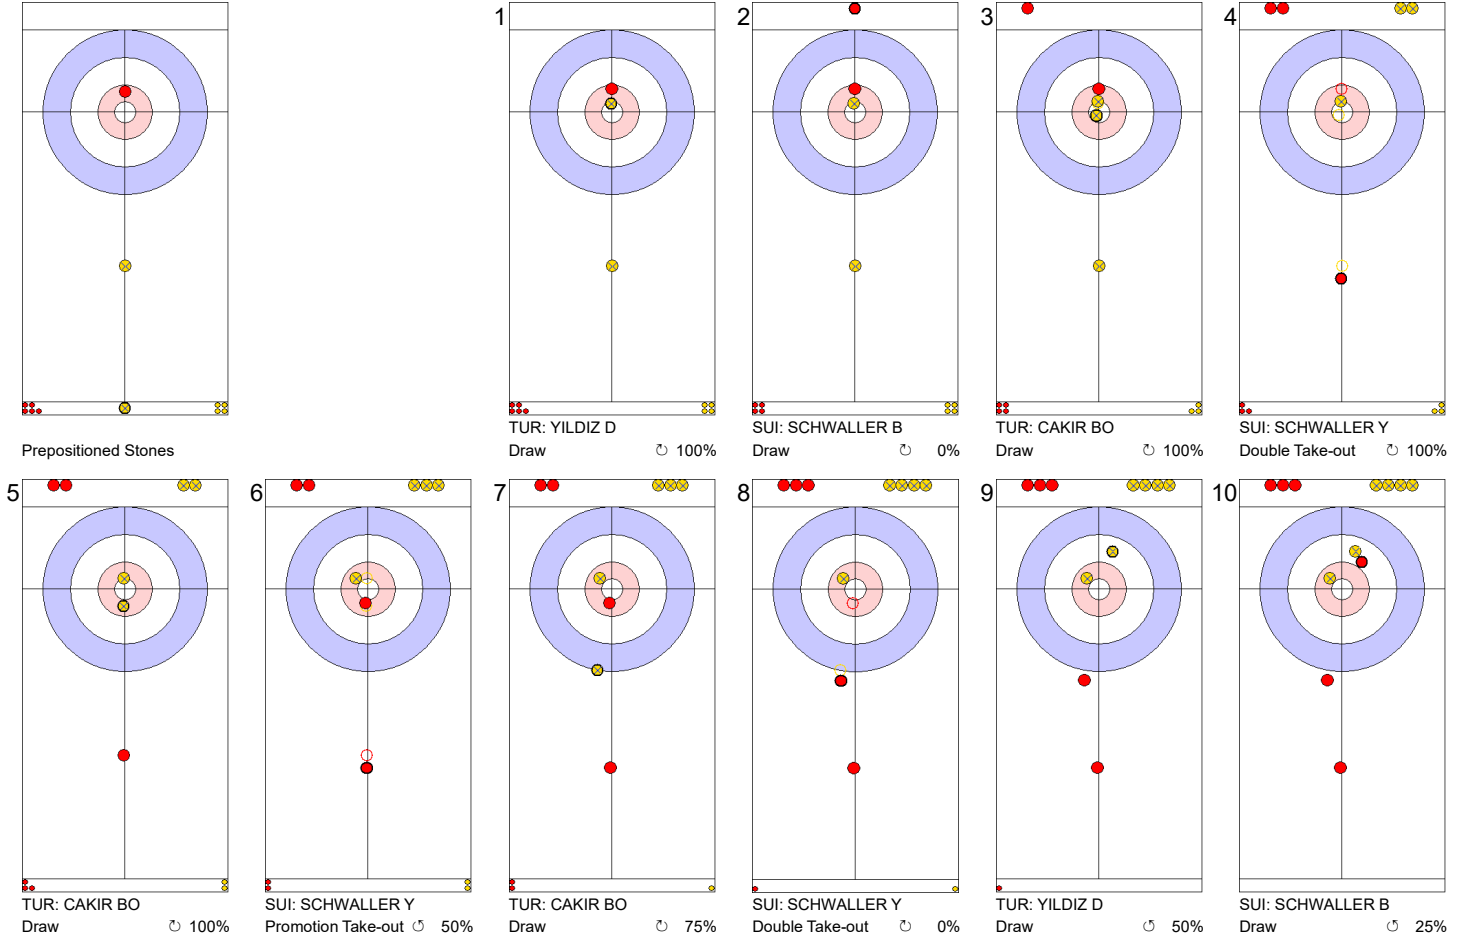 1
2
3
4
Prepositioned Stones
TUR: YILDIZ D
Draw ↻ 100%
SUI: SCHWALLER B
Draw ↻ 0%
TUR: CAKIR BO
Draw ↻ 100%
SUI: SCHWALLER Y
Double Take-out ↻ 100%
5
6
7
8
9
10
TUR: CAKIR BO
Draw ↻ 100%
SUI: SCHWALLER Y
Promotion Take-out ↺ 50%
TUR: CAKIR BO
Draw ↻ 75%
SUI: SCHWALLER Y
Double Take-out ↻ 0%
TUR: YILDIZ D
Draw ↺ 50%
SUI: SCHWALLER B
Draw ↺ 25%